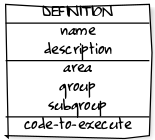 DEFINITION
name
description
area
group
subgroup
code-to-execute